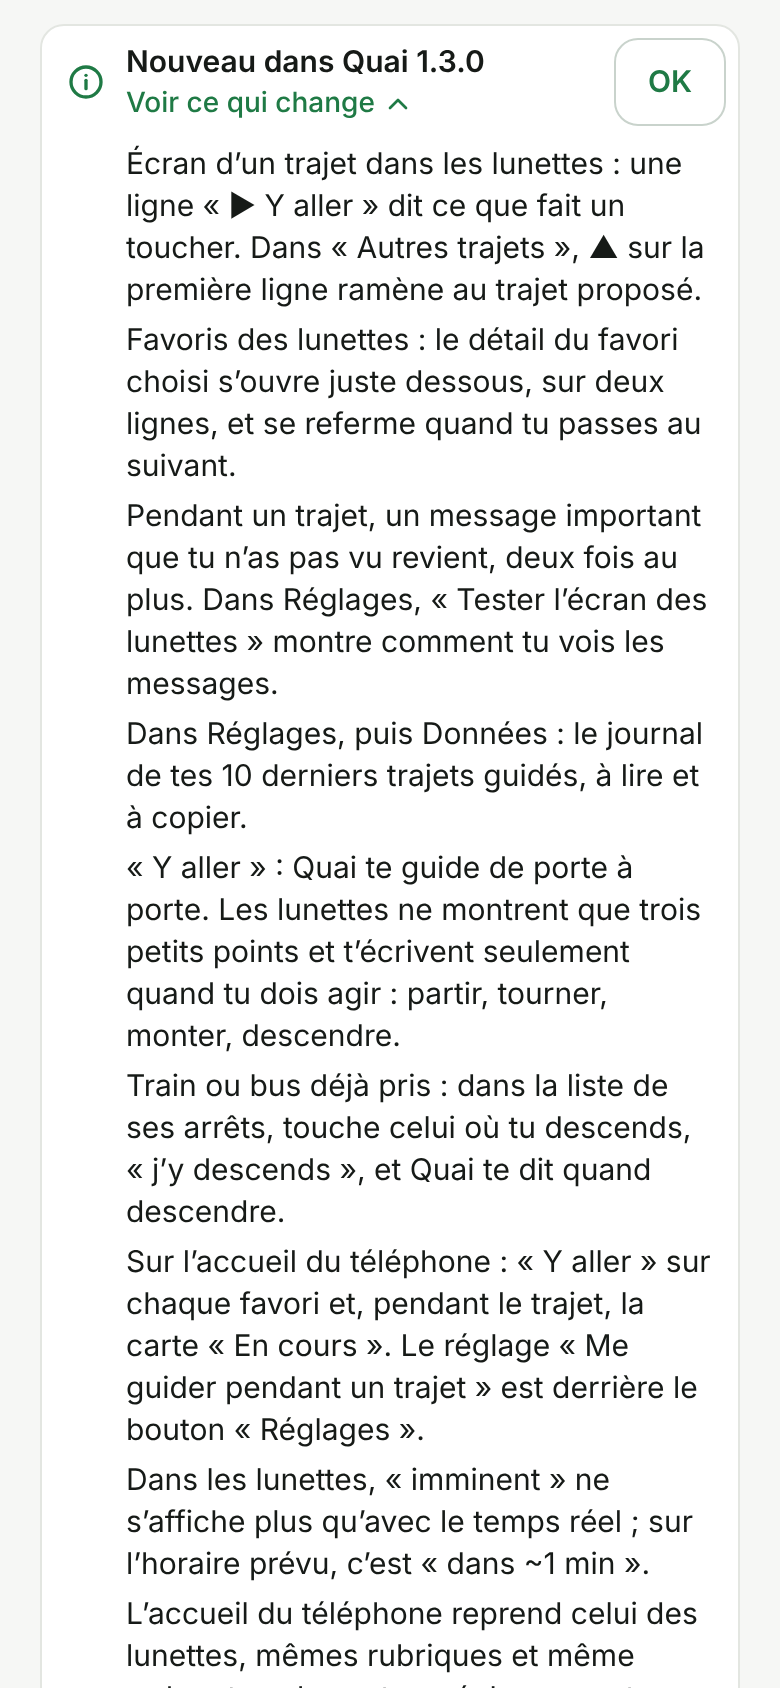 Nouveau dans Quai 1.3.0
OK
Voir ce qui change
Écran d’un trajet dans les lunettes : une
ligne « ▶ Y aller » dit ce que fait un
toucher. Dans « Autres trajets », ▲ sur la
première ligne ramène au trajet proposé.
Favoris des lunettes : le détail du favori
choisi s’ouvre juste dessous, sur deux
lignes, et se referme quand tu passes au
suivant.
Pendant un trajet, un message important
que tu n’as pas vu revient, deux fois au
plus. Dans Réglages, « Tester l’écran des
lunettes » montre comment tu vois les
messages.
Dans Réglages, puis Données : le journal
de tes 10 derniers trajets guidés, à lire et
à copier.
« Y aller » : Quai te guide de porte à
porte. Les lunettes ne montrent que trois
petits points et t’écrivent seulement
quand tu dois agir : partir, tourner,
monter, descendre.
Train ou bus déjà pris : dans la liste de
ses arrêts, touche celui où tu descends,
« j’y descends », et Quai te dit quand
descendre.
Sur l’accueil du téléphone : « Y aller » sur
chaque favori et, pendant le trajet, la
carte « En cours ». Le réglage « Me
guider pendant un trajet » est derrière le
bouton « Réglages ».
Dans les lunettes, « imminent » ne
s’affiche plus qu’avec le temps réel ; sur
l’horaire prévu, c’est « dans ~1 min ».
L’accueil du téléphone reprend celui des
lunettes, mêmes rubriques et même